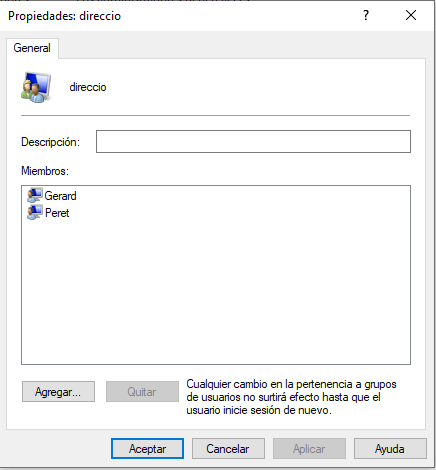 Propiedades: direccio
?
General
direccio
Descripción:
Miembros:
Gerard
Peret
Agregar...
Quitar
Cualquier cambio en la pertenencia a grupos
de usuarios no surtirá efecto hasta que el
usuario inicie sesión de nuevo.
Aceptar
Cancelar
Aplicar
Ayuda